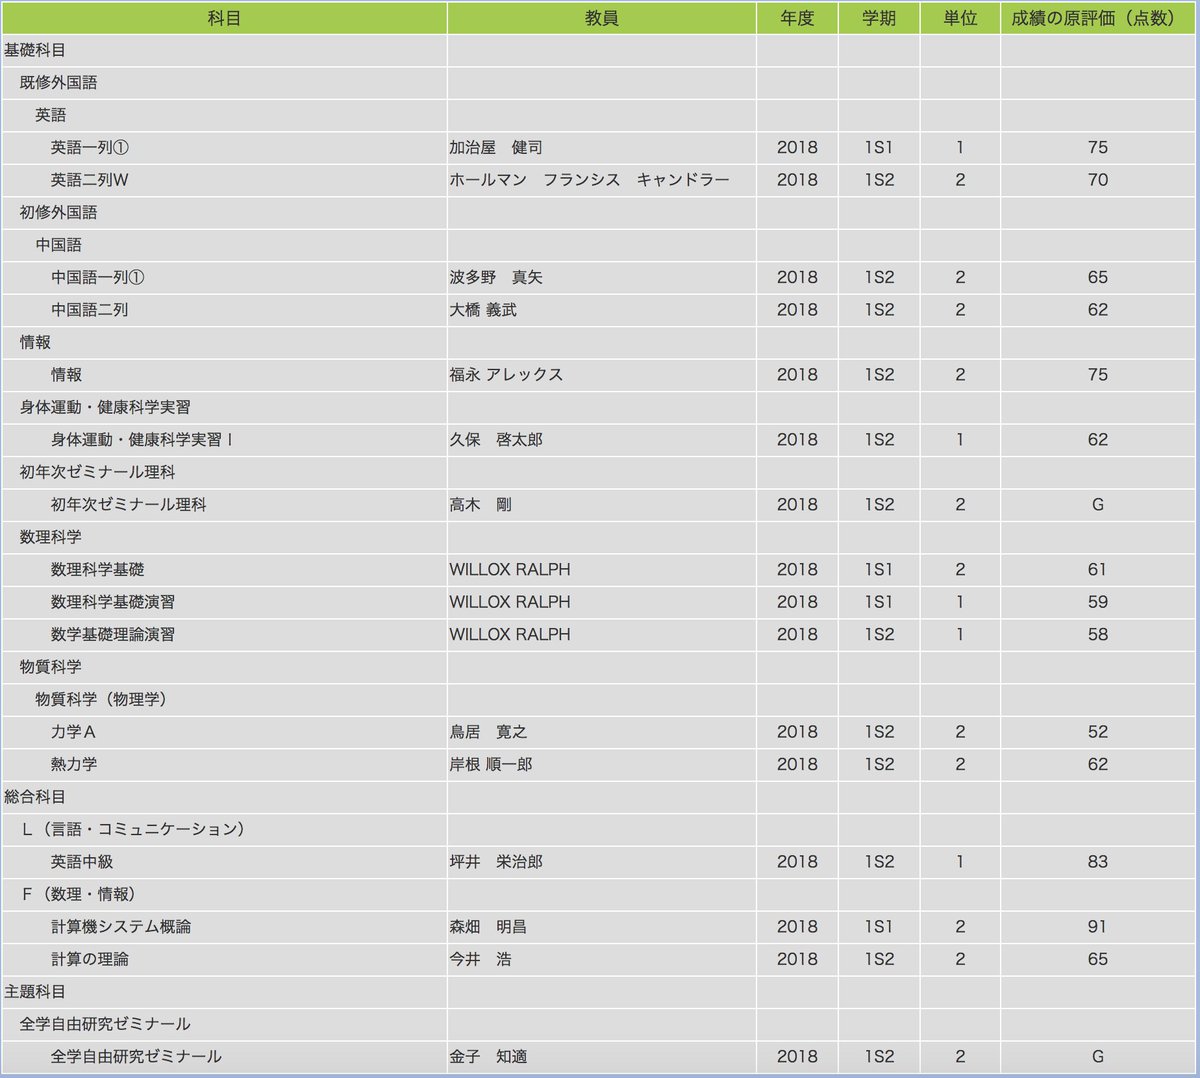 科目 教員 年度 学期 単位 成績の原評価（点数）
基礎科目
既修外国語
英語
英語一列① 加治屋　健司 2018 1S1 1 75
英語二列W ホールマン　フランシス　キャンドラー 2018 1S2 2 70
初修外国語
中国語
中国語一列① 波多野　真矢 2018 1S2 2 65
中国語二列 大橋 義武 2018 1S2 2 62
情報
情報 福永 アレックス 2018 1S2 2 75
身体運動・健康科学実習
身体運動・健康科学実習Ⅰ 久保　啓太郎 2018 1S2 1 62
初年次ゼミナール理科
初年次ゼミナール理科 高木　剛 2018 1S2 2 G
数理科学
数理科学基礎 WILLOX RALPH 2018 1S1 2 61
数理科学基礎演習 WILLOX RALPH 2018 1S1 1 59
数学基礎理論演習 WILLOX RALPH 2018 1S2 1 58
物質科学
物質科学（物理学）
力学Ａ 鳥居　寛之 2018 1S2 2 52
熱力学 岸根 順一郎 2018 1S2 2 62
総合科目
Ｌ（言語・コミュニケーション）
英語中級 坪井　栄治郎 2018 1S2 1 83
Ｆ（数理・情報）
計算機システム概論 森畑　明昌 2018 1S1 2 91
計算の理論 今井　浩 2018 1S2 2 65
主題科目
全学自由研究ゼミナール
全学自由研究ゼミナール 金子　知適 2018 1S2 2 G